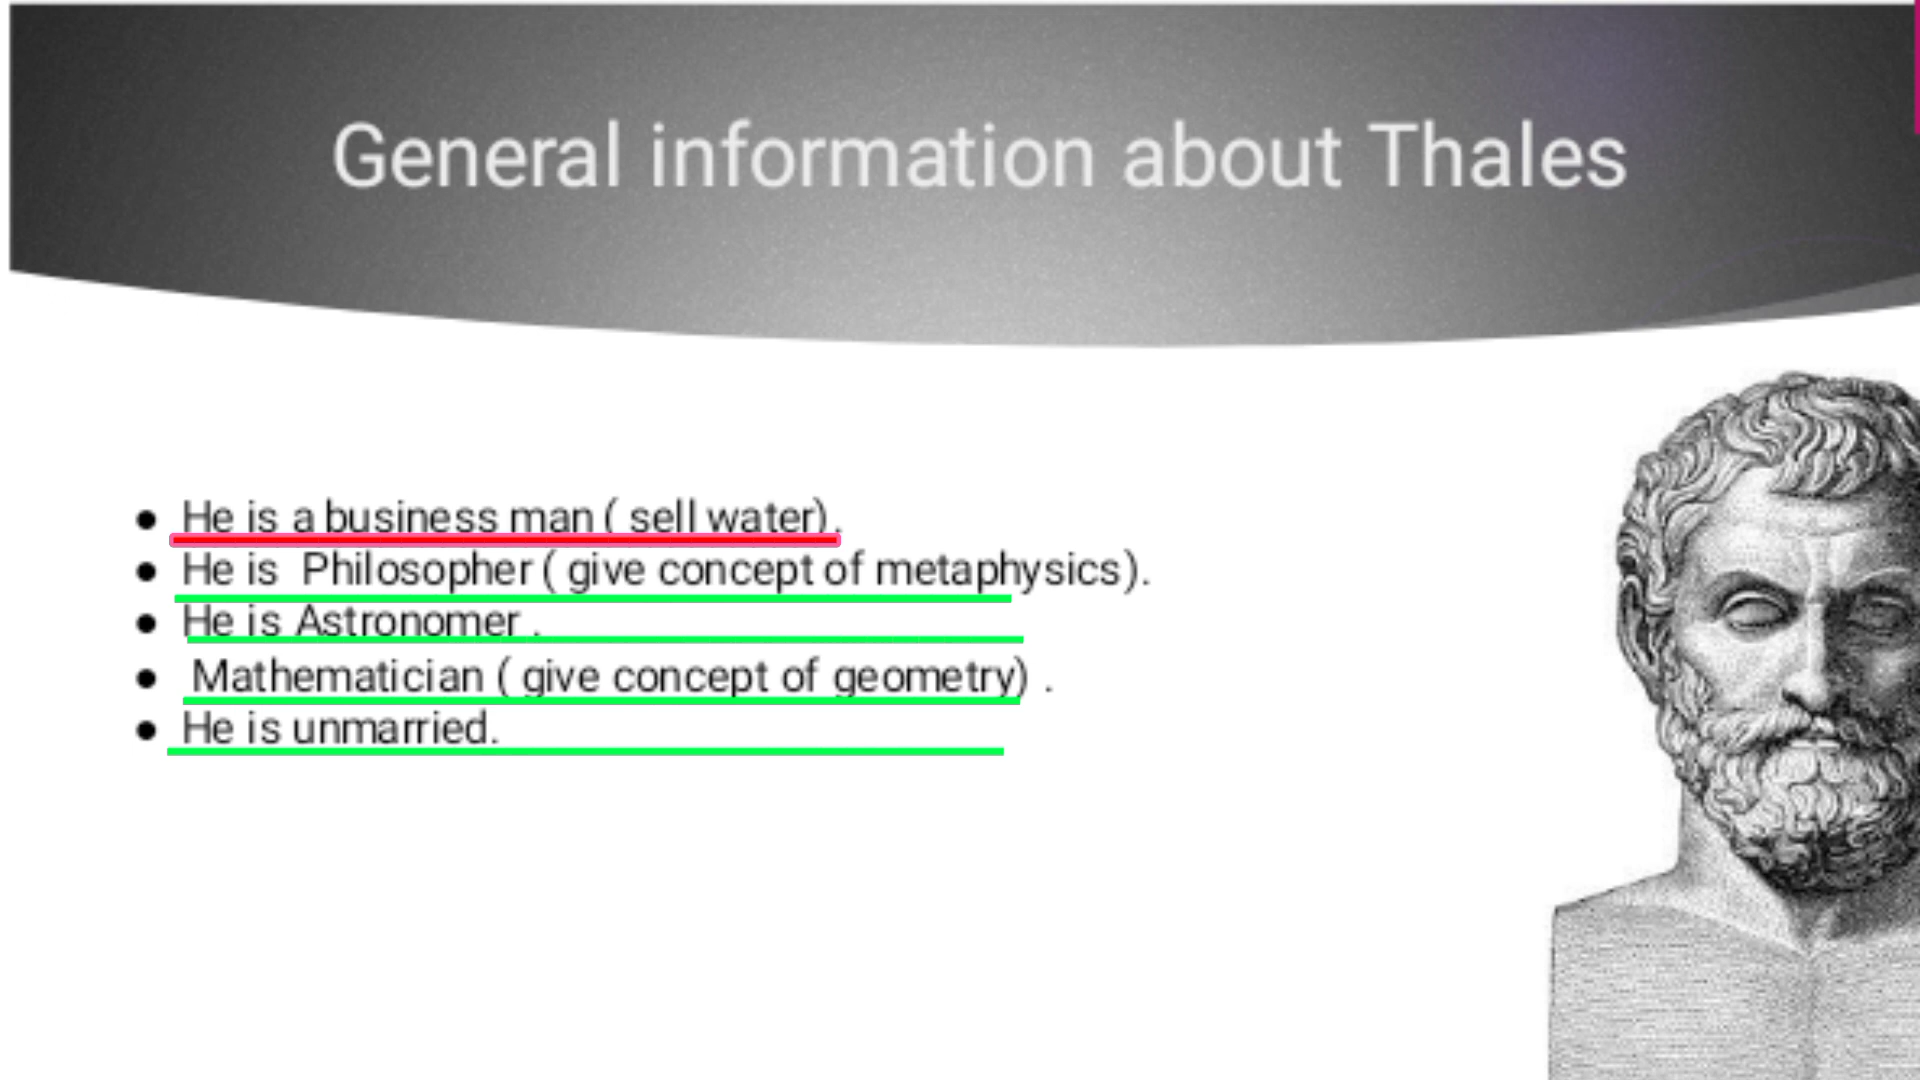 General information about Thales
● He is a business man ( sell water).
● He is Philosopher ( give concept of metaphysics).
● He is Astronomer .
● Mathematician ( give concept of geometry) .
● He is unmarried.